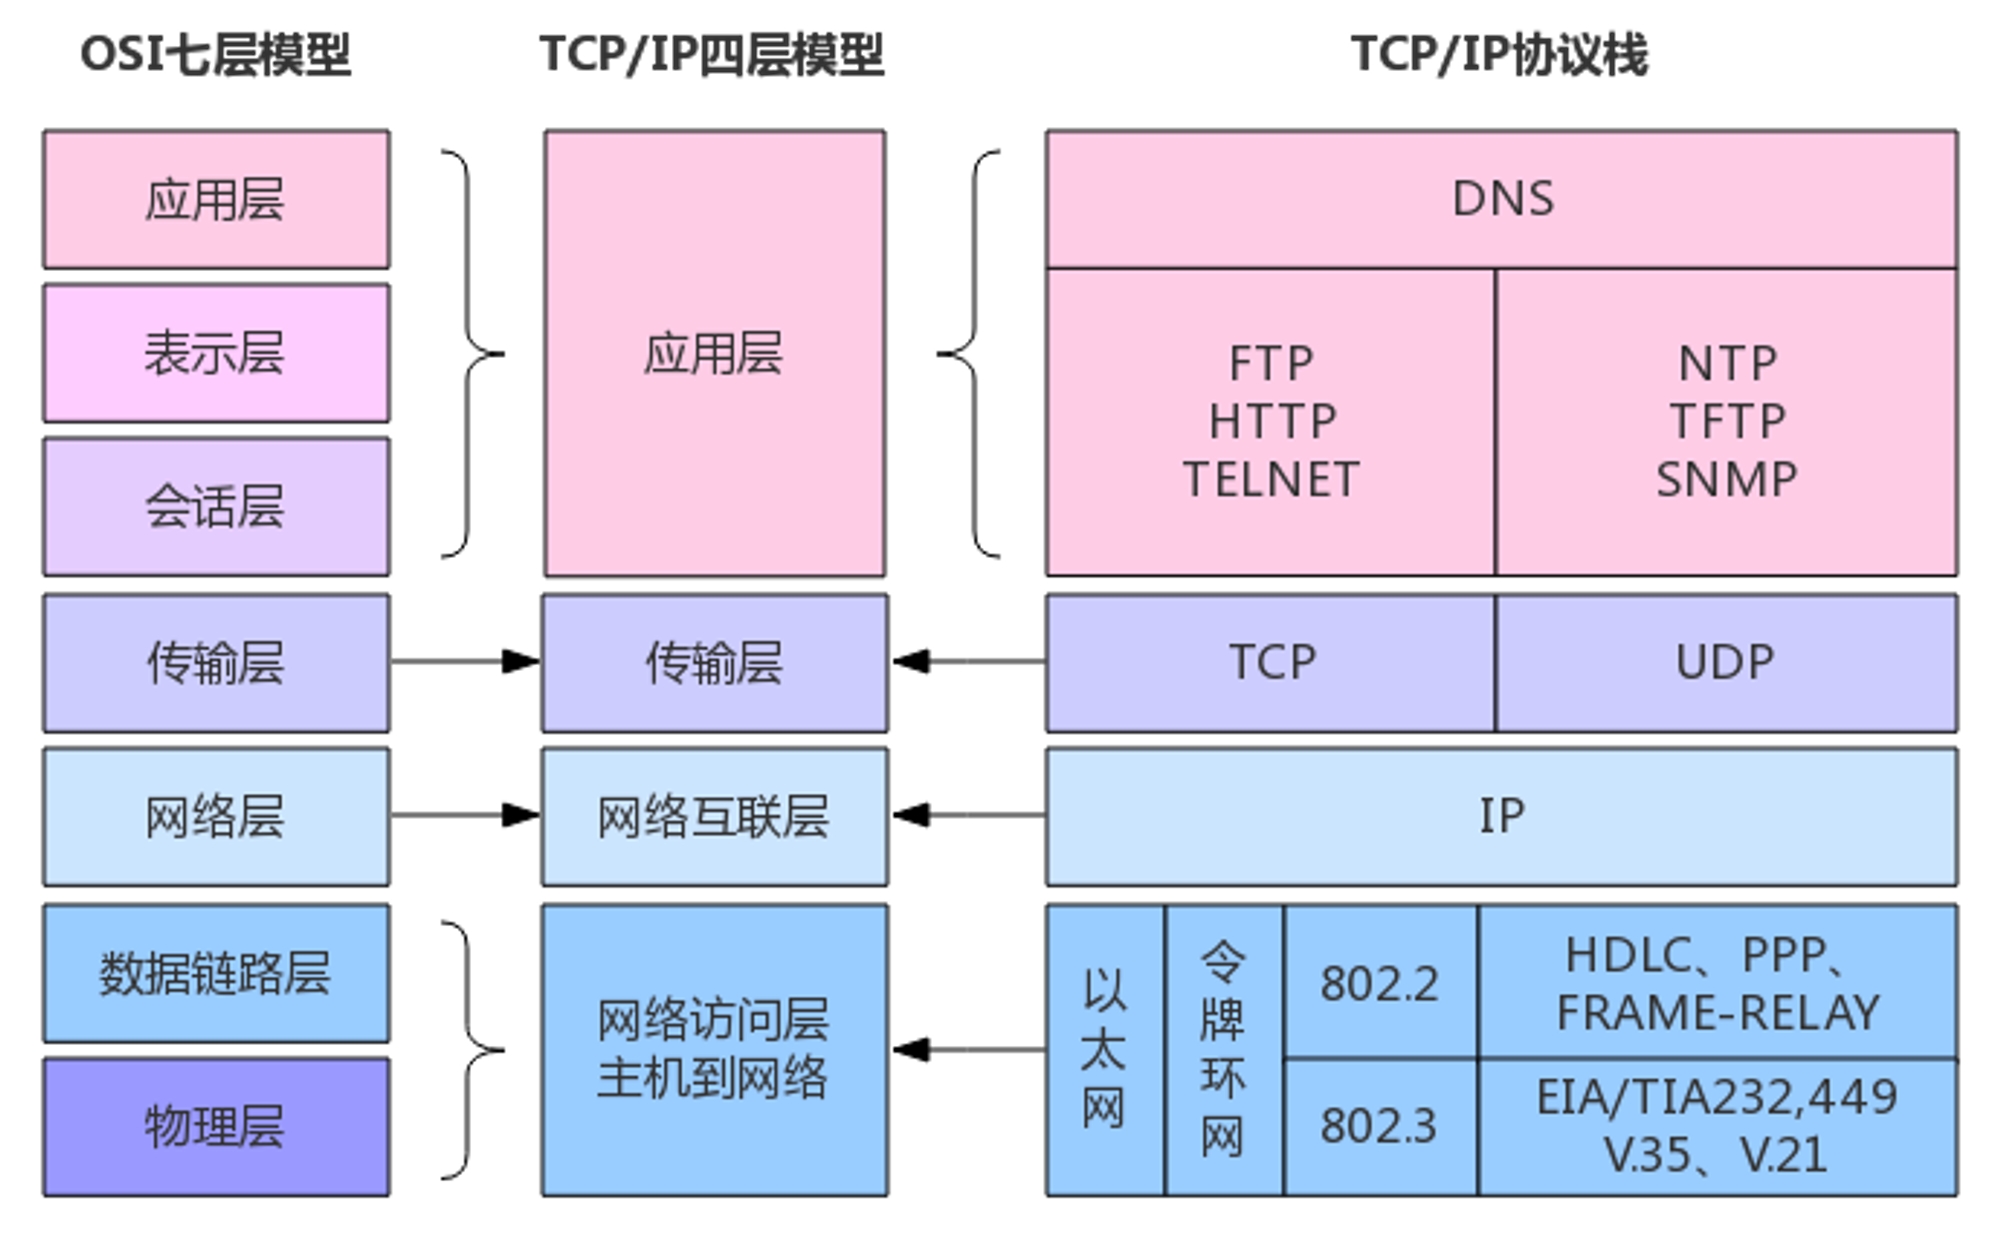 OSI七层模型
TCP/IP四层模型
TCP/IP协议栈
应用层
表示层
会话层
传输层
网络层
数据链路层
物理层
应用层
传输层
网络互联层
网络访问层
主机到网络
DNS
FTP
HTTP
TELNET
NTP
TFTP
SNMP
TCP
UDP
IP
以太网
令牌环网
802.2
802.3
HDLC、PPP、
FRAME-RELAY
EIA/TIA232,449
V.35、V.21